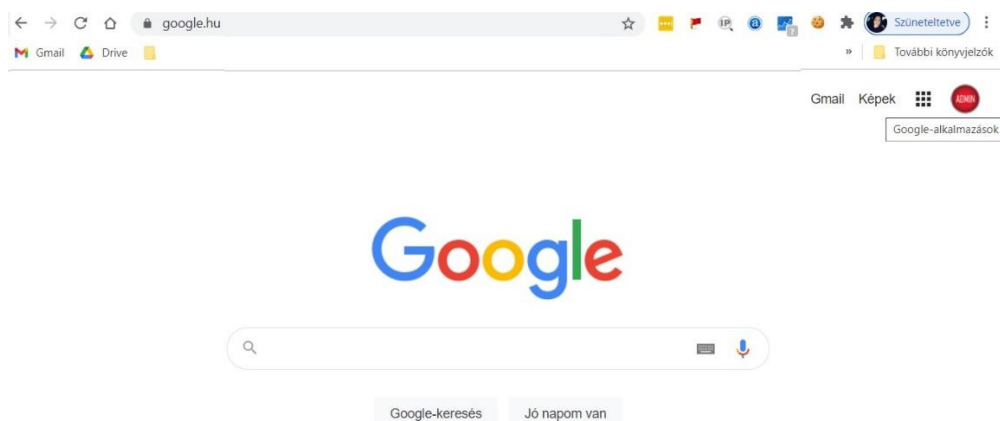 google.hu Szüneteltetve
Gmail Drive » További könyvjelzők
Gmail Képek ADMIN
Google-alkalmazások
Google
Google-keresés Jó napom van